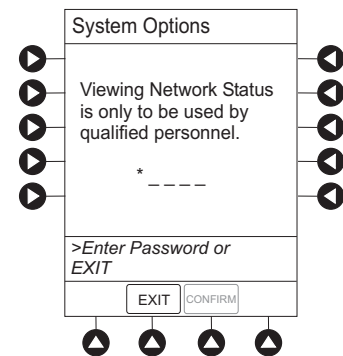 System Options
Viewing Network Status
is only to be used by
qualified personnel.
* _ _ _ _
>Enter Password or
EXIT
EXIT CONFIRM